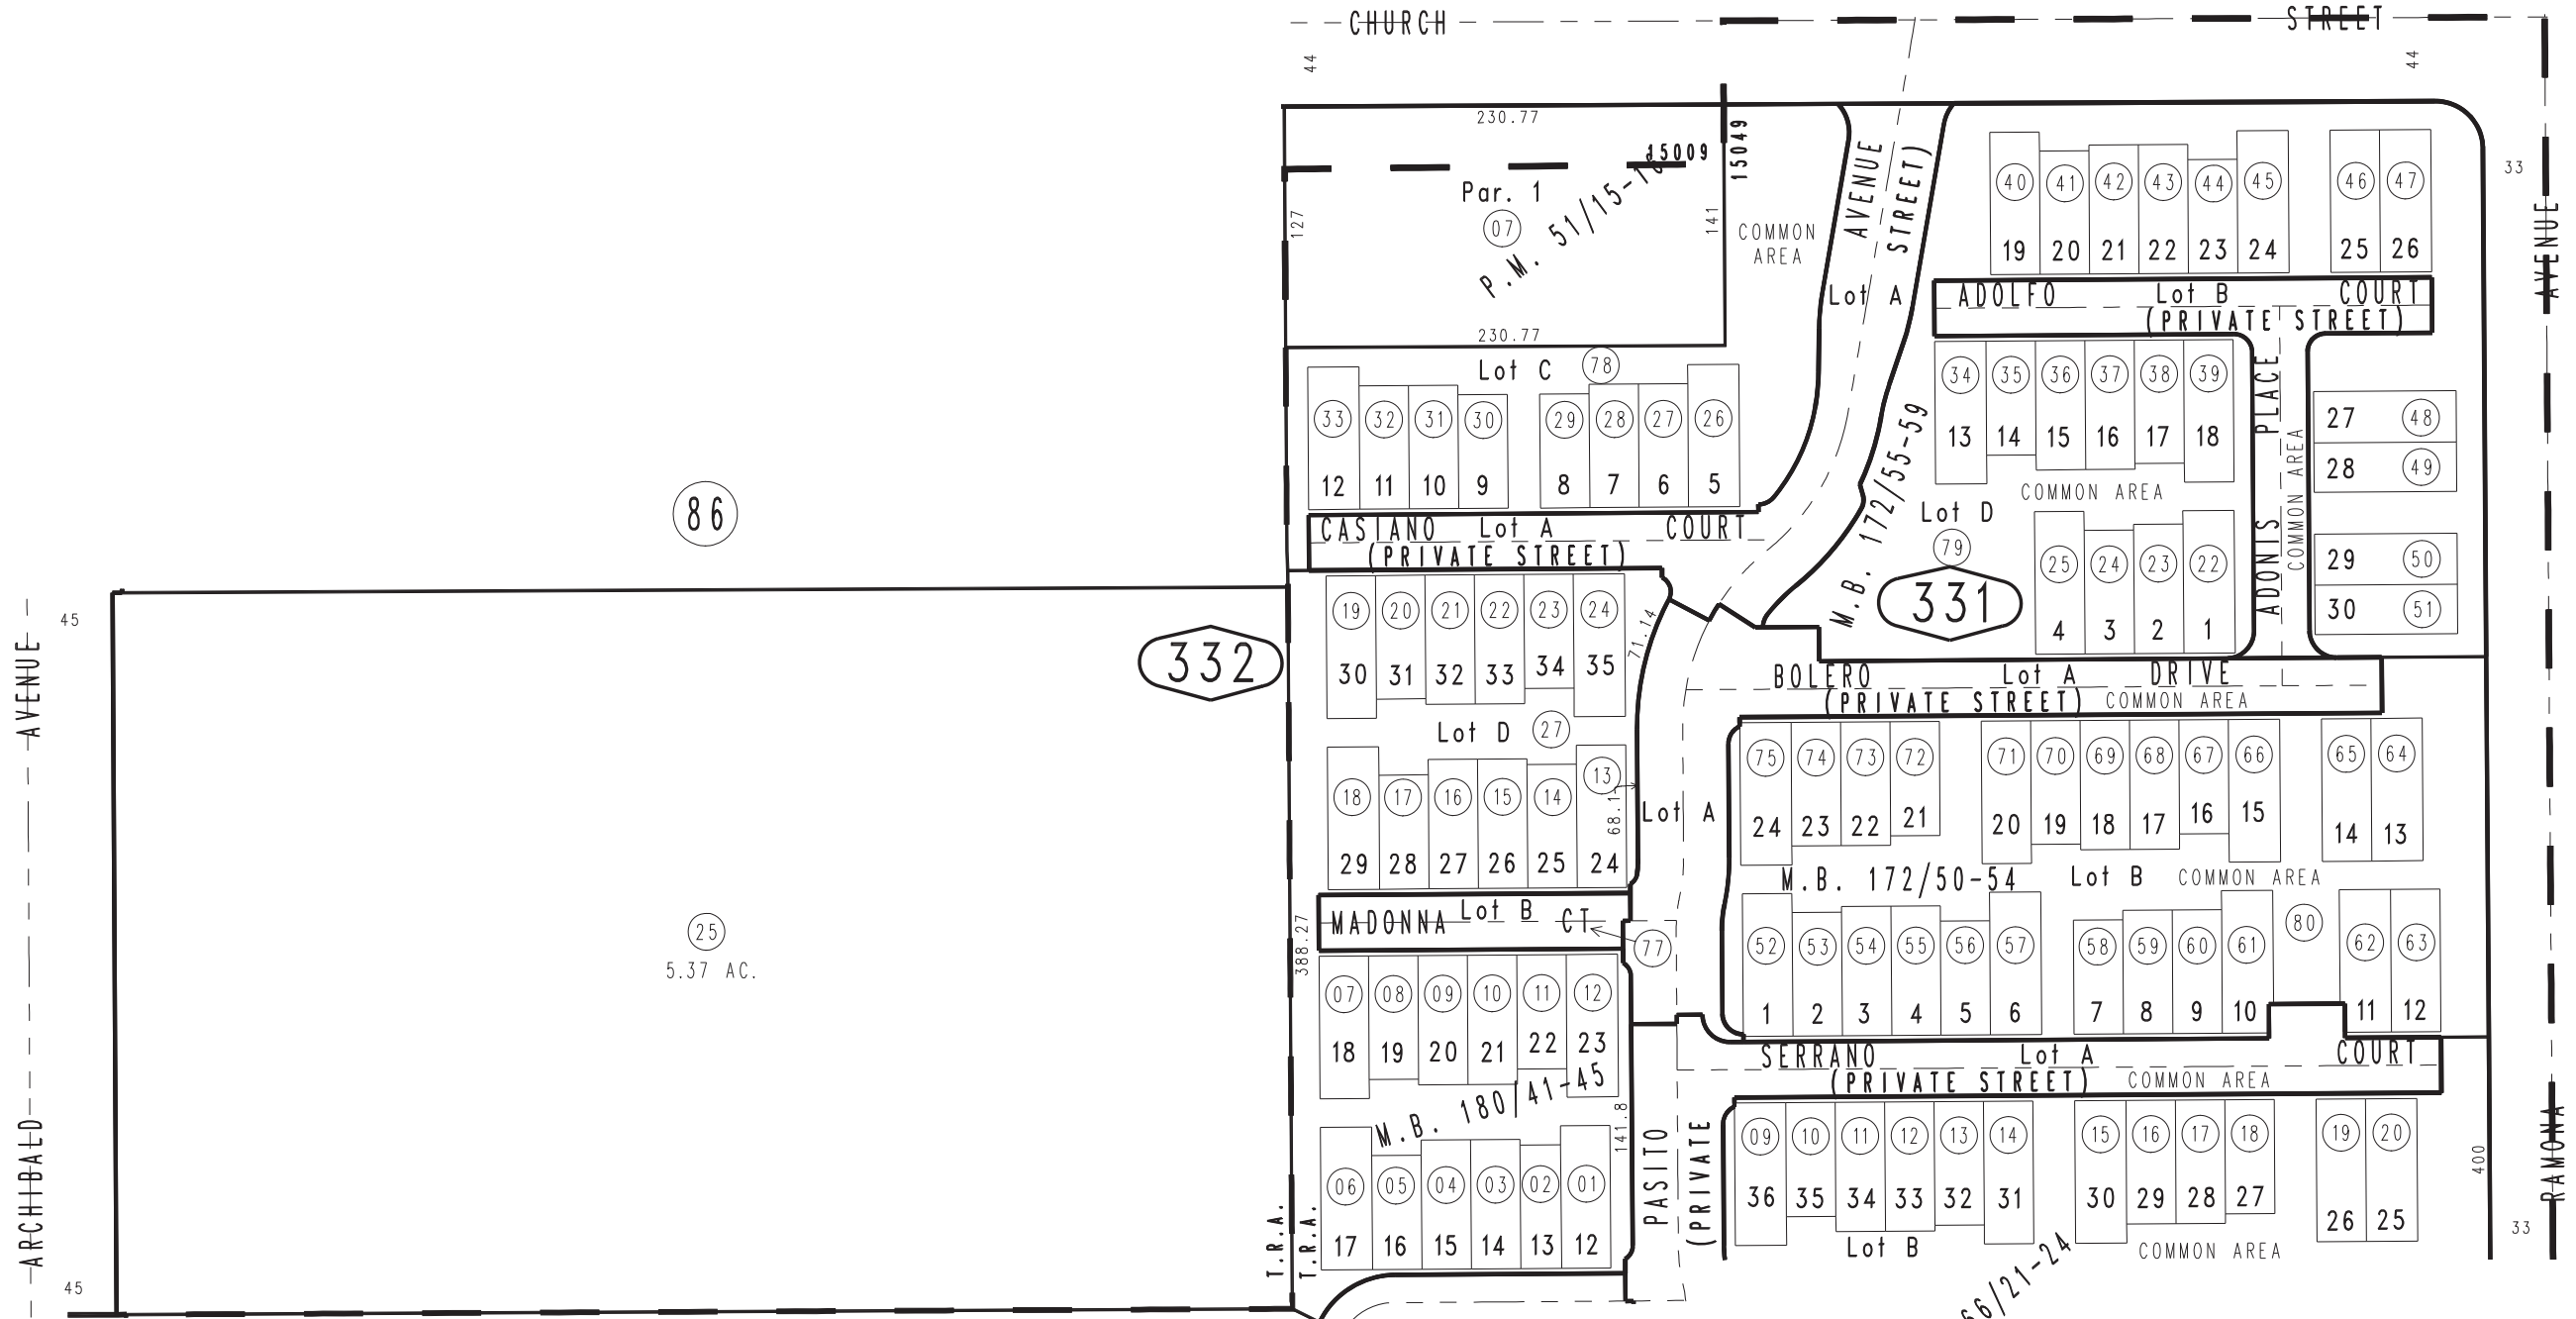 CHURCH STREET
44 44
230.77
15009
15049
Par. 1
07
P.M. 51/15-
127
141
230.77
COMMON
AREA
AVENUE
STREET)
Lot A
40 41 42 43 44 45 46 47
19 20 21 22 23 24 25 26
33
AVENUE
ADOLFO Lot B COURT
(PRIVATE STREET)
Lot C 78
33 32 31 30 29 28 27 26
12 11 10 9 8 7 6 5
34 35 36 37 38 39
13 14 15 16 17 18
PLACE
ADONIS
COMMON AREA
27 48
28 49
29 50
30 51
COMMON AREA
M.B. 172/55-59
Lot D
79
331
25 24 23 22
4 3 2 1
86
CASIANO Lot A COURT
(PRIVATE STREET)
45
AVENUE
332
19 20 21 22 23 24
30 31 32 33 34 35
71.14
Lot D 27
BOLERO Lot A DRIVE
(PRIVATE STREET) COMMON AREA
18 17 16 15 14 13
29 28 27 26 25 24
68.1
Lot A
75 74 73 72 71 70 69 68 67 66 65 64
24 23 22 21 20 19 18 17 16 15 14 13
M.B. 172/50-54 Lot B COMMON AREA
MADONNA Lot B CT
77
388.27
25
5.37 AC.
52 53 54 55 56 57 58 59 60 61 80 62 63
1 2 3 4 5 6 7 8 9 10 11 12
07 08 09 10 11 12
18 19 20 21 22 23
M.B. 180/41-45
SERRANO Lot A COURT
(PRIVATE STREET) COMMON AREA
141.8
PASITO
(PRIVATE
09 10 11 12 13 14 15 16 17 18 19 20
36 35 34 33 32 31 30 29 28 27 26 25
06 05 04 03 02 01
17 16 15 14 13 12
Lot B COMMON AREA
66/21-24
400
33
RAMONA
ARCHIBALD
T.R.A.
T.R.A.
45